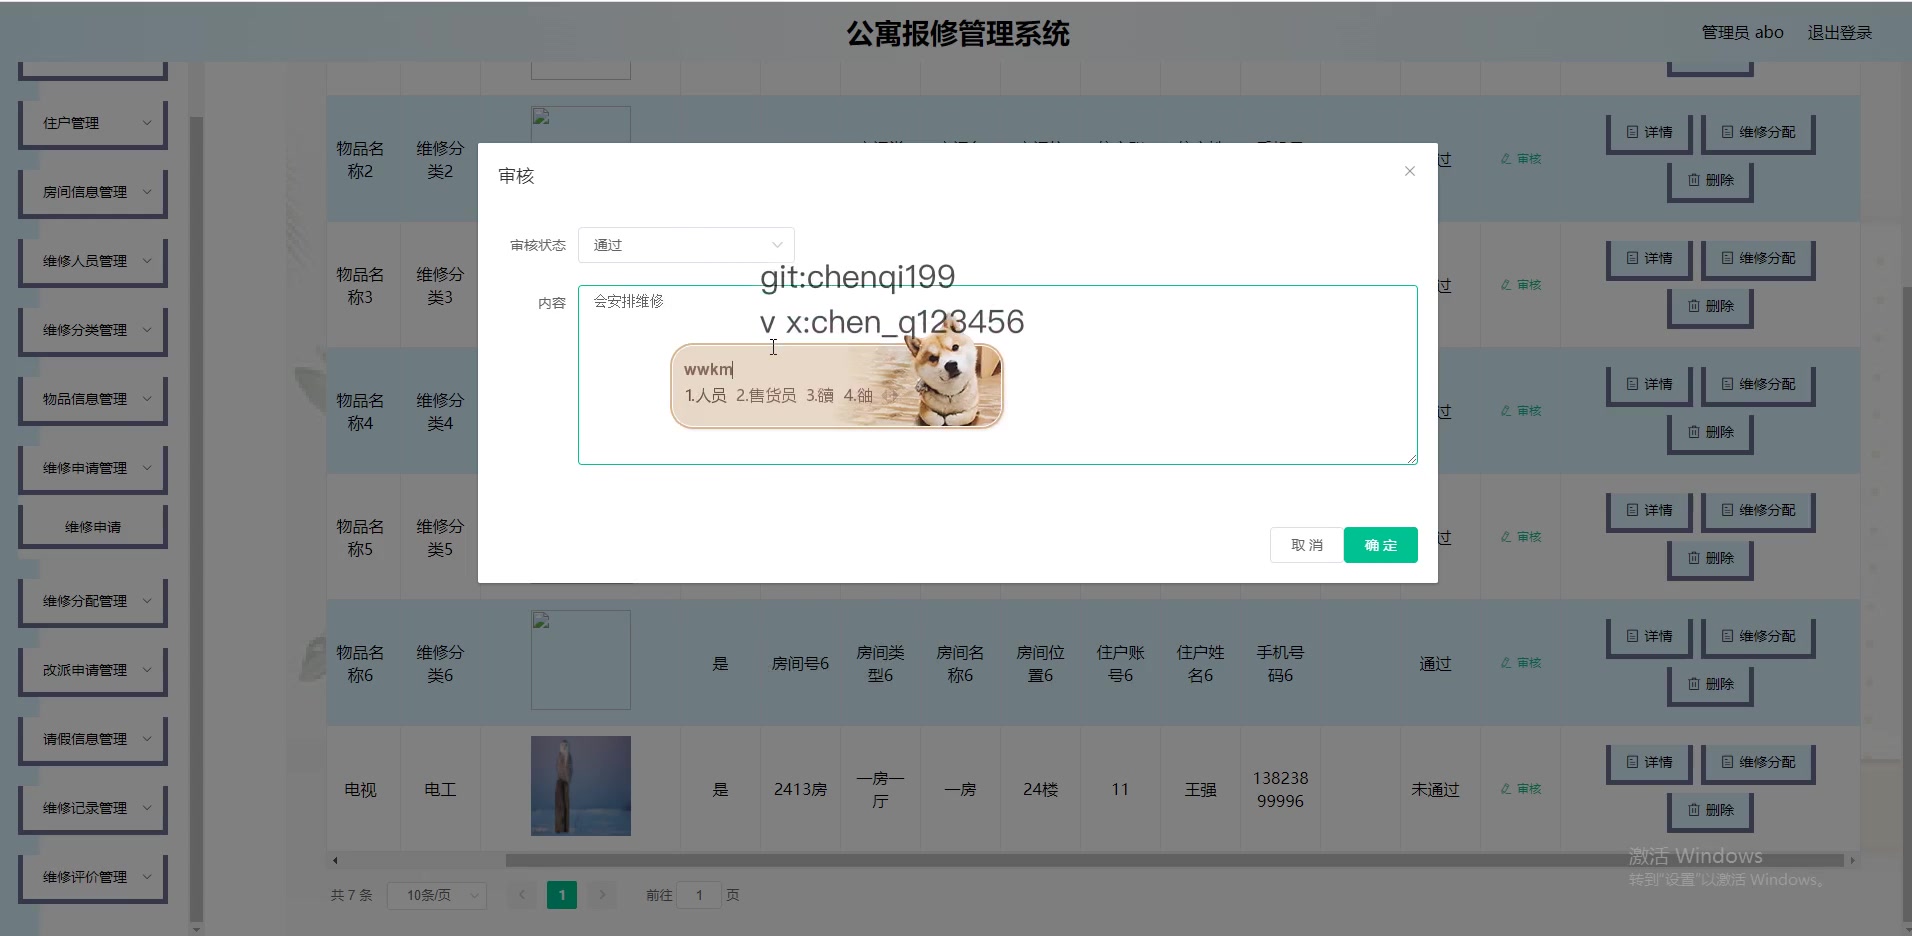 公寓报修管理系统
管理员 abo
退出登录
住户管理
房间信息管理
维修人员管理
维修分类管理
物品信息管理
维修申请管理
维修申请
维修分配管理
改派申请管理
请假信息管理
维修记录管理
维修评价管理
物品名称2 维修分类2 过 审核 详情 维修分配 删除
物品名称3 维修分类3 过 审核 详情 维修分配 删除
物品名称4 维修分类4 过 审核 详情 维修分配 删除
物品名称5 维修分类5 过 审核 详情 维修分配 删除
物品名称6 维修分类6 是 房间号6 房间类型6 房间名称6 房间位置6 住户账号6 住户姓名6 手机号码6 通过 审核 详情 维修分配 删除
电视 电工 是 2413房 一房一厅 一房 24楼 11 王强 13823899996 未通过 审核 详情 维修分配 删除
共 7 条 10条/页 1 前往 1 页
审核
审核状态 通过
内容 会安排维修
git:chenqi199
v x:chen_q123456
wwkm
1.人员 2.售货员 3.
取 消 确 定
激活 Windows
转到"设置"以激活 Windows。